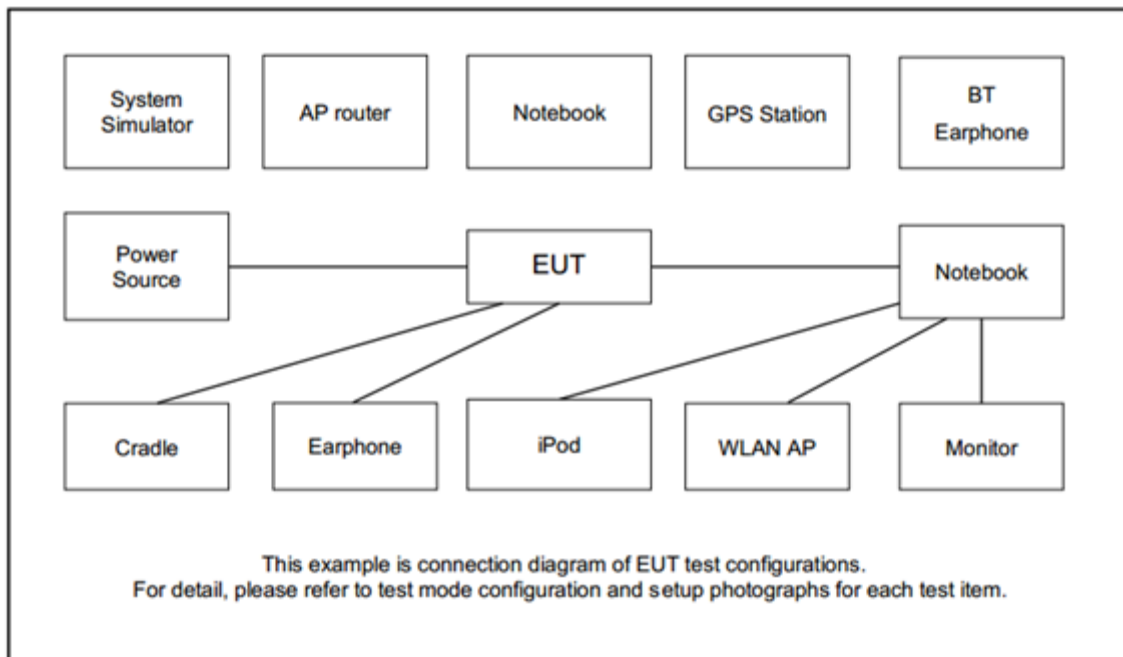 System
Simulator
AP router
Notebook
GPS Station
BT
Earphone
Power
Source
EUT
Notebook
Cradle
Earphone
iPod
WLAN AP
Monitor
This example is connection diagram of EUT test configurations.
For detail, please refer to test mode configuration and setup photographs for each test item.